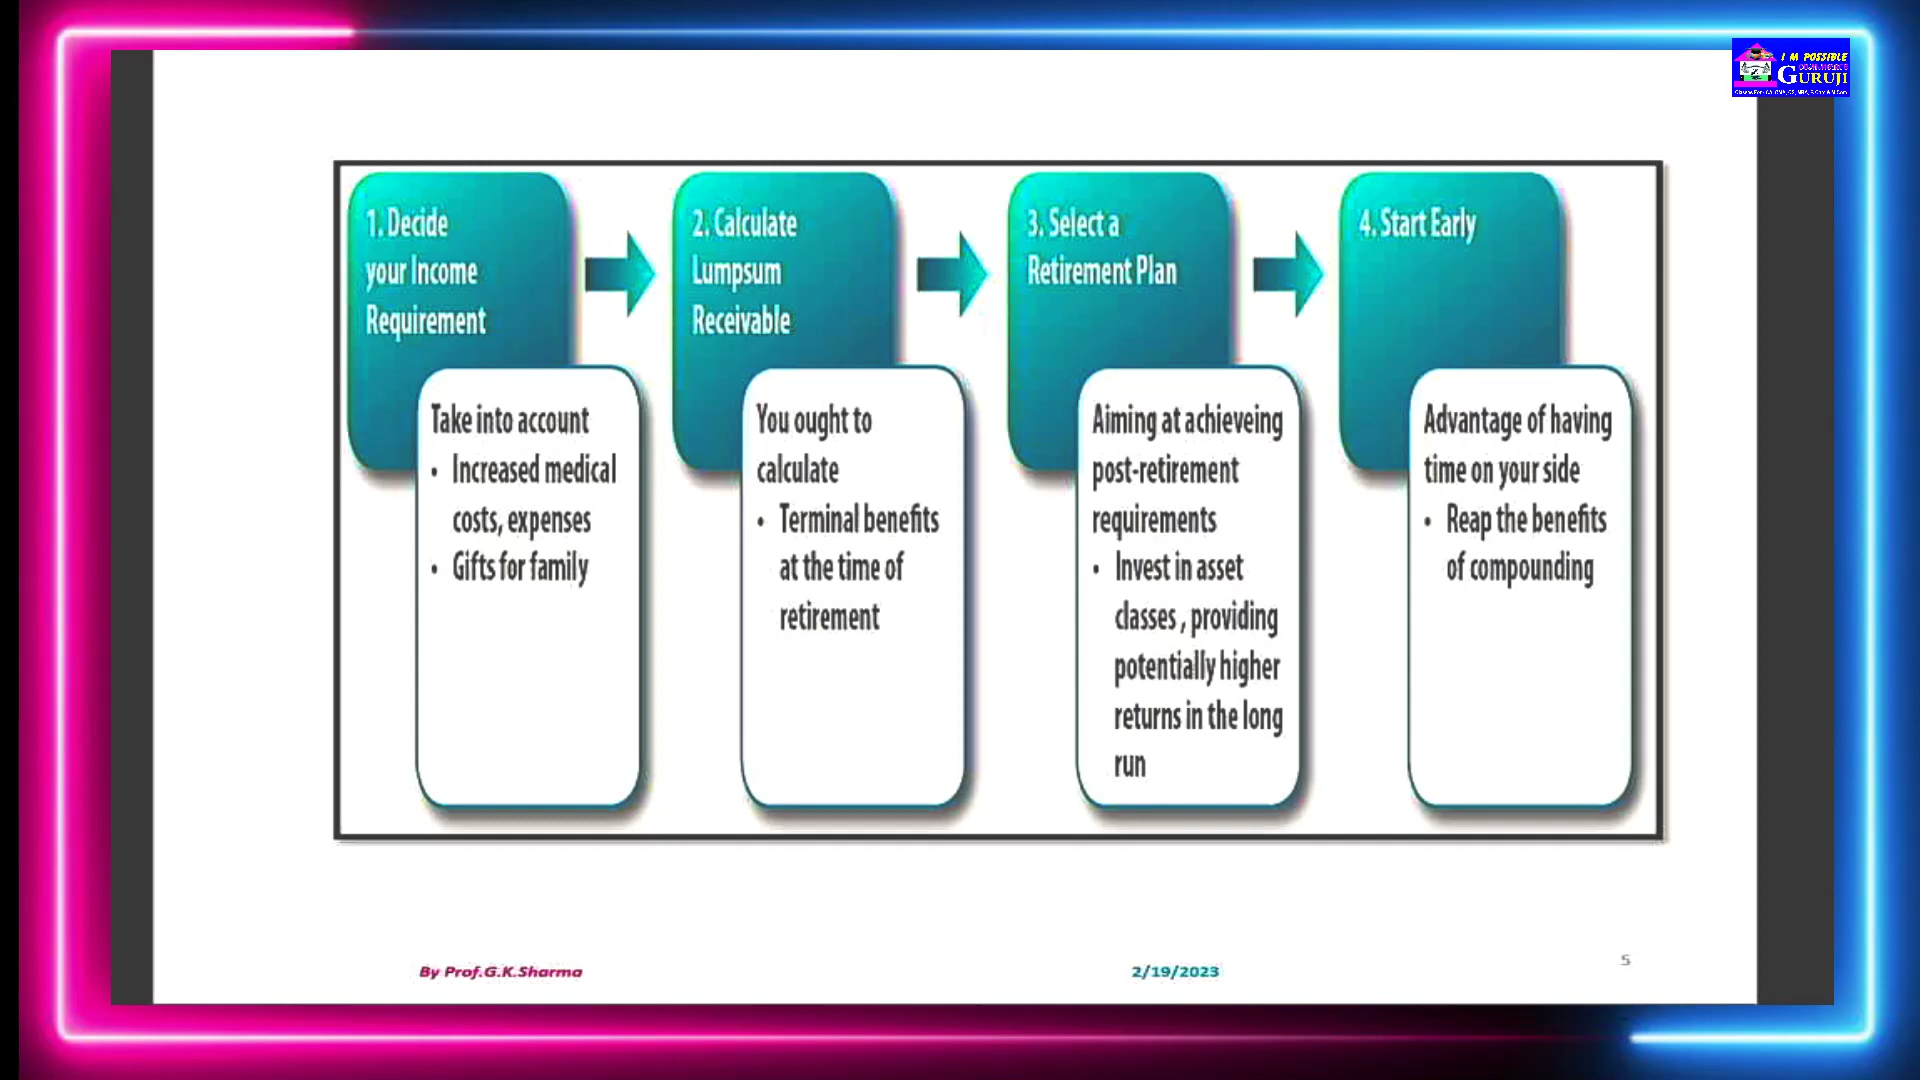 I M POSSIBLE
GURUJI
1. Decide
your Income
Requirement
Take into account
• Increased medical
costs, expenses
• Gifts for family
2. Calculate
Lumpsum
Receivable
You ought to
calculate
• Terminal benefits
at the time of
retirement
3. Select a
Retirement Plan
Aiming at achieveing
post-retirement
requirements
• Invest in asset
classes , providing
potentially higher
returns in the long
run
4. Start Early
Advantage of having
time on your side
• Reap the benefits
of compounding
By Prof.G.K.Sharma
2/19/2023
5